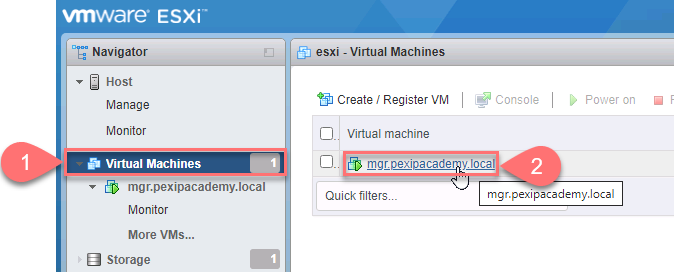 vmware ESXi™
Navigator
esxi - Virtual Machines
Host
Manage
Monitor
Create / Register VM
Console
Power on
1
Virtual Machines
1
Virtual machine
mgr.pexipacademy.local
2
mgr.pexipacademy.local
Monitor
Quick filters...
mgr.pexipacademy.local
More VMs...
Storage
1